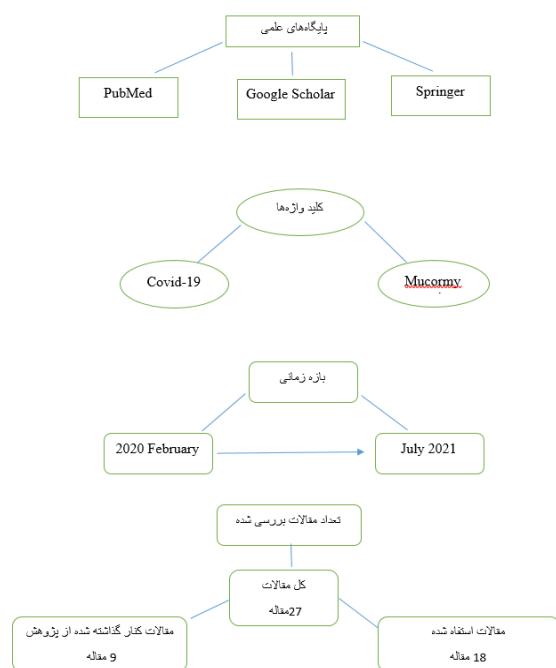 پایگاه‌های علمی
PubMed
Google Scholar
Springer
کلید واژه‌ها
Covid-19
Mucormy
بازه زمانی
2020 February
July 2021
تعداد مقالات بررسی شده
کل مقالات
27مقاله
مقالات کنار گذاشته شده از پژوهش
9 مقاله
مقالات استفاه شده
18 مقاله